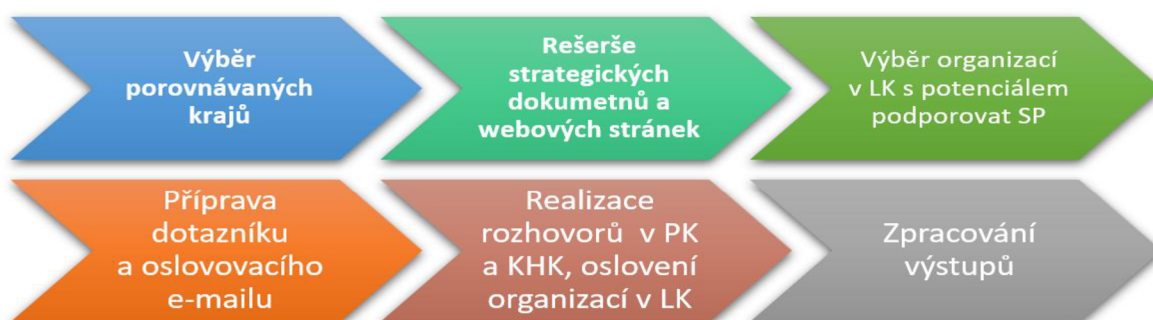 Výběr
porovnávaných
krajů
Rešerše
strategických
dokumetnů a
webových stránek
Výběr organizací
v LK s potenciálem
podporovat SP
Příprava
dotazníku
a oslovovacího
e-mailu
Realizace
rozhovorů v PK
a KHK, oslovení
organizací v LK
Zpracování
výstupů